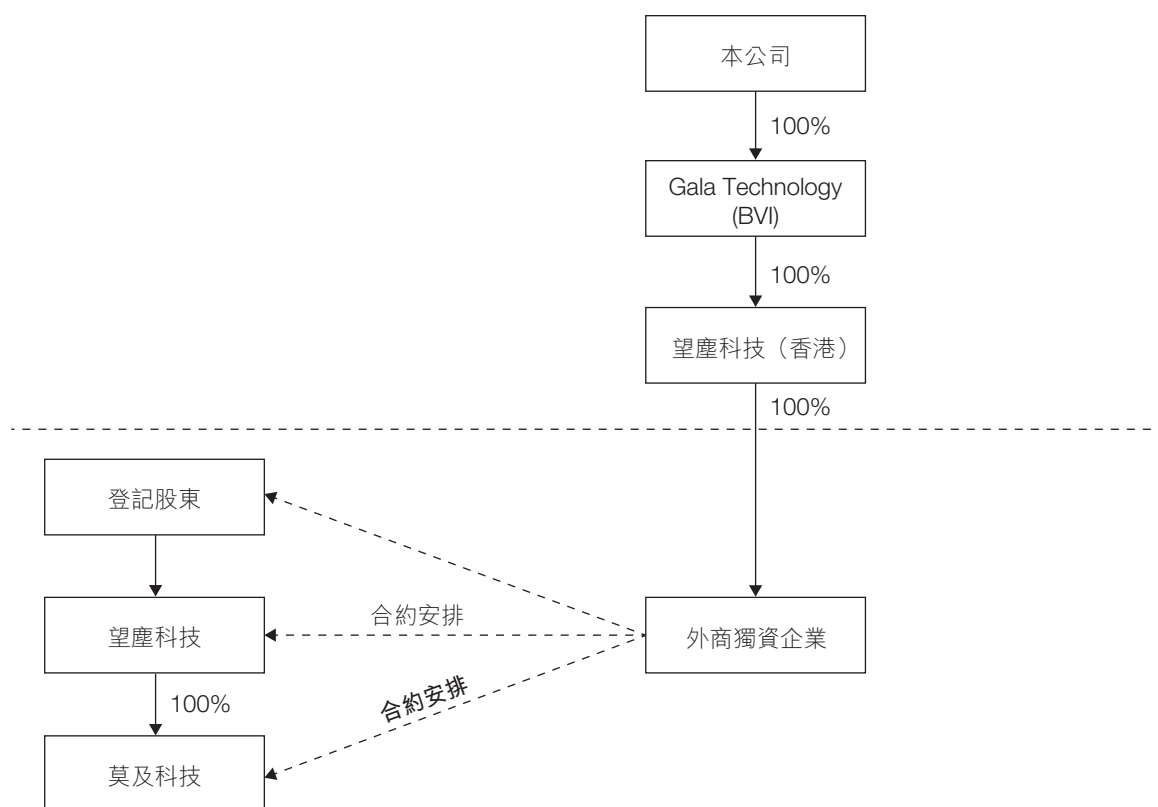 本公司
100%
Gala Technology
(BVI)
100%
望塵科技（香港）
100%
登記股東
合約安排
望塵科技
外商獨資企業
100%
合約安排
莫及科技